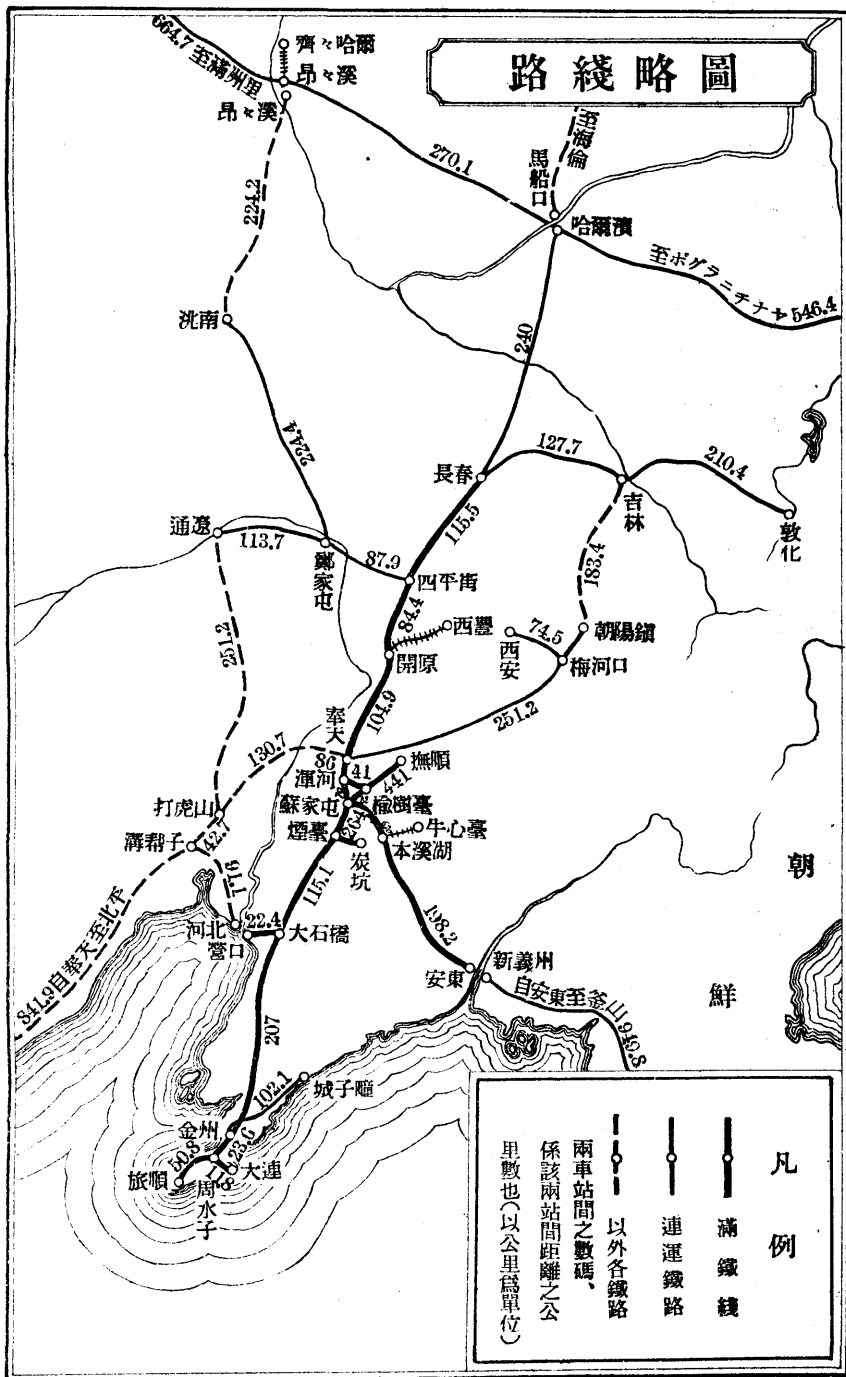 路綫略圖
齊々哈爾
昂々溪
昂々溪
664.7 至滿洲里
270.1
至海倫
馬船口
哈爾濱
至ポグラニチナヤ 546.4
224.2
洮南
240
224.4
長春
127.7
吉林
210.4
敦化
115.5
通遼
113.7
鄭家屯
87.9
四平街
183.4
84.4
西豐
開原
西安
74.5
朝陽鎮
梅河口
251.2
251.2
104.9
奉天
130.7
86
41
441
撫順
渾河
蘇家屯
榆樹臺
打虎山
溝幇子
42.7
煙臺
264
炭坑
牛心臺
本溪湖
91.1
115.1
河北
營口
22.4
大石橋
198.2
安東
新義州
自安東至釜山 949.8
朝鮮
841.9 自奉天至北平
207
102.1
城子疃
金州
23.6
50.8
旅順
周水子
大連
凡例
滿鐵綫
連運鐵路
以外各鐵路
兩車站間之數碼、
係該兩站間距離之公
里數也(以公里爲單位)